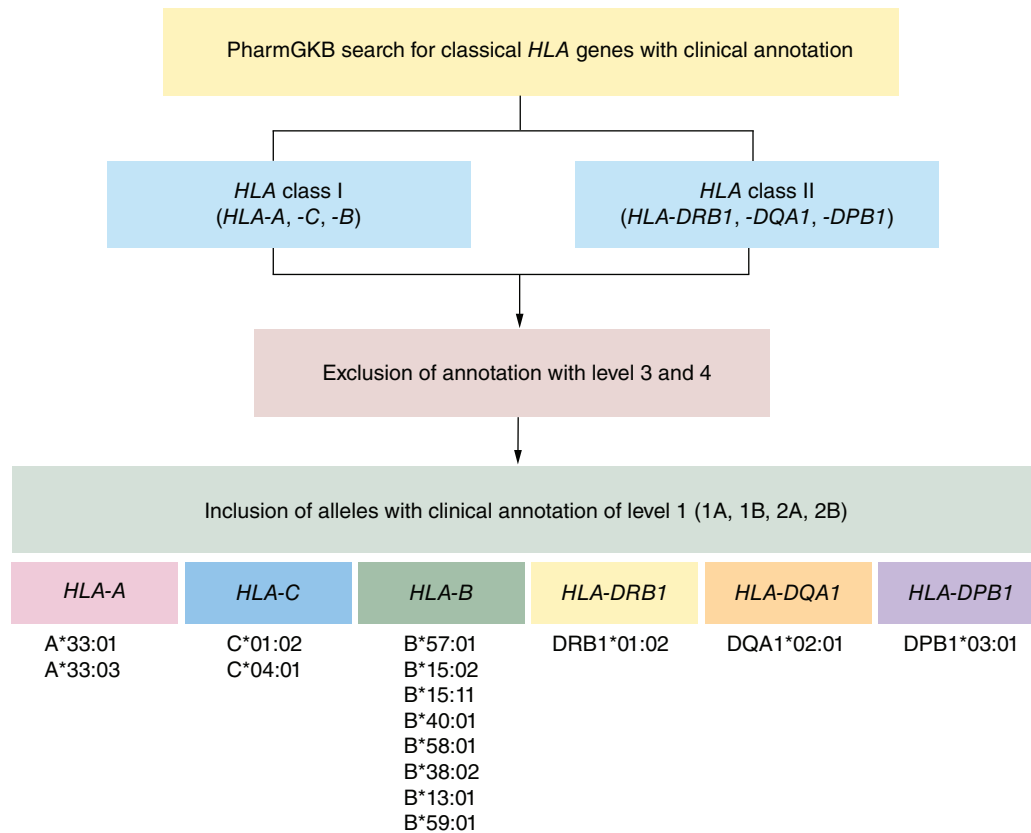 PharmGKB search for classical HLA genes with clinical annotation
HLA class I
(HLA-A, -C, -B)
HLA class II
(HLA-DRB1, -DQA1, -DPB1)
Exclusion of annotation with level 3 and 4
Inclusion of alleles with clinical annotation of level 1 (1A, 1B, 2A, 2B)
HLA-A
A*33:01
A*33:03
HLA-C
C*01:02
C*04:01
HLA-B
B*57:01
B*15:02
B*15:11
B*40:01
B*58:01
B*38:02
B*13:01
B*59:01
HLA-DRB1
DRB1*01:02
HLA-DQA1
DQA1*02:01
HLA-DPB1
DPB1*03:01